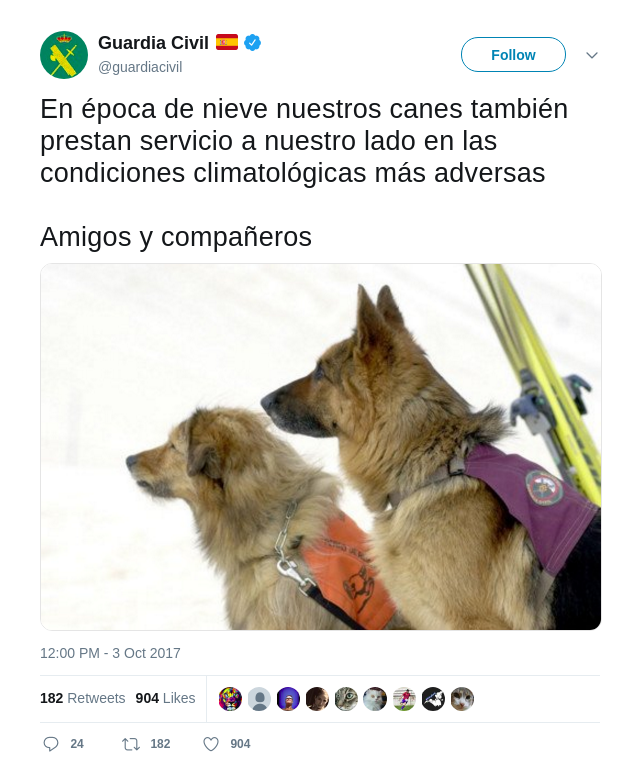 Guardia Civil
@guardiacivil
Follow
En época de nieve nuestros canes también
prestan servicio a nuestro lado en las
condiciones climatológicas más adversas
Amigos y compañeros
12:00 PM - 3 Oct 2017
182 Retweets 904 Likes
24 182 904